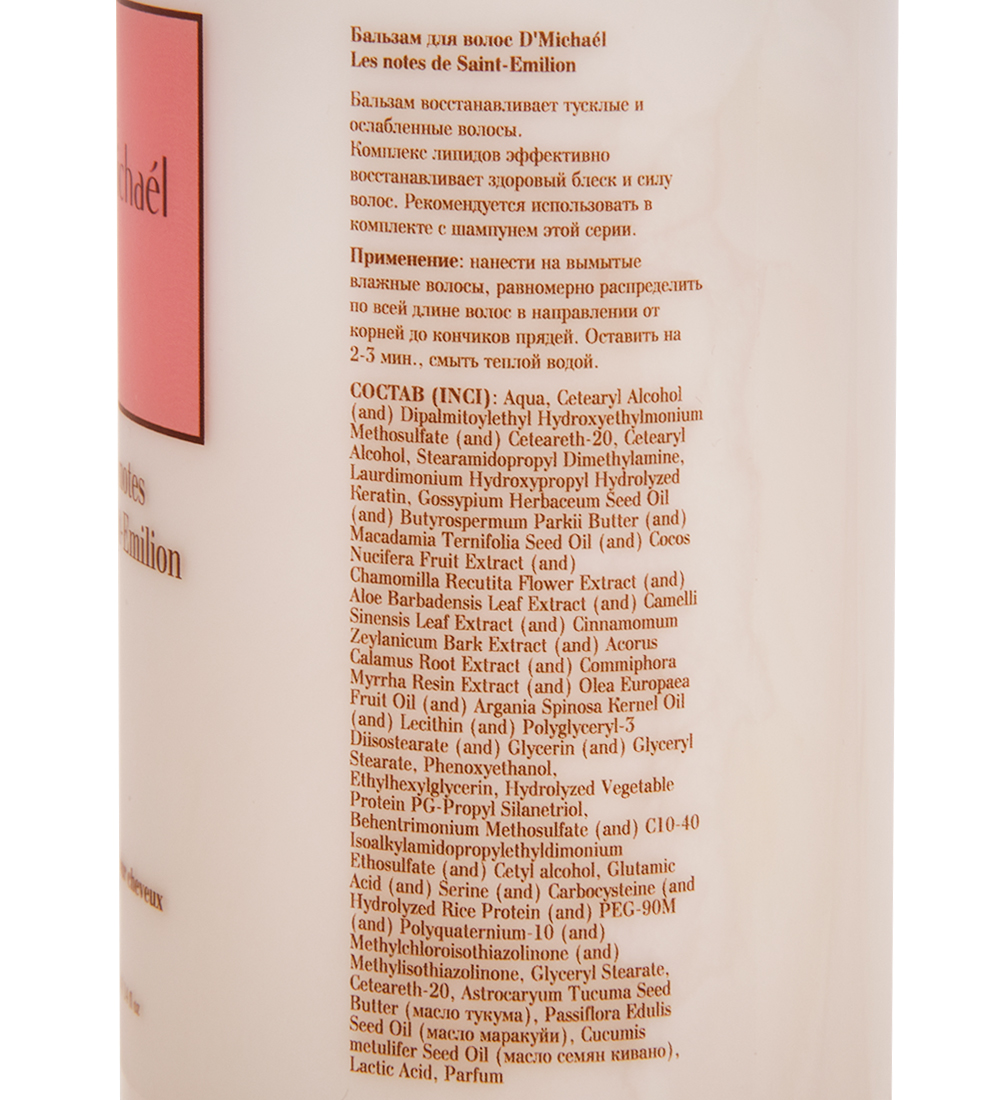 Бальзам для волос D'Michaél
Les notes de Saint-Emilion
Бальзам восстанавливает тусклые и
ослабленные волосы.
Комплекс липидов эффективно
восстанавливает здоровый блеск и силу
волос. Рекомендуется использовать в
комплекте с шампунем этой серии.
Применение: нанести на вымытые
влажные волосы, равномерно распределить
по всей длине волос в направлении от
корней до кончиков прядей. Оставить на
2-3 мин., смыть теплой водой.
СОСТАВ (INCI): Aqua, Cetearyl Alcohol
(and) Dipalmitoylethyl Hydroxyethylmonium
Methosulfate (and) Ceteareth-20, Cetearyl
Alcohol, Stearamidopropyl Dimethylamine,
Laurdimonium Hydroxypropyl Hydrolyzed
Keratin, Gossypium Herbaceum Seed Oil
(and) Butyrospermum Parkii Butter (and)
Macadamia Ternifolia Seed Oil (and) Cocos
Nucifera Fruit Extract (and)
Chamomilla Recutita Flower Extract (and)
Aloe Barbadensis Leaf Extract (and) Camelli
Sinensis Leaf Extract (and) Cinnamomum
Zeylanicum Bark Extract (and) Acorus
Calamus Root Extract (and) Commiphora
Myrrha Resin Extract (and) Olea Europaea
Fruit Oil (and) Argania Spinosa Kernel Oil
(and) Lecithin (and) Polyglyceryl-3
Diisostearate (and) Glycerin (and) Glyceryl
Stearate, Phenoxyethanol,
Ethylhexylglycerin, Hydrolyzed Vegetable
Protein PG-Propyl Silanetriol,
Behentrimonium Methosulfate (and) C10-40
Isoalkylamidopropylethyldimonium
Ethosulfate (and) Cetyl alcohol, Glutamic
Acid (and) Serine (and) Carbocysteine (and
Hydrolyzed Rice Protein (and) PEG-90M
(and) Polyquaternium-10 (and)
Methylchloroisothiazolinone (and)
Methylisothiazolinone, Glyceryl Stearate,
Ceteareth-20, Astrocaryum Tucuma Seed
Butter (масло тукума), Passiflora Edulis
Seed Oil (масло маракуйи), Cucumis
metulifer Seed Oil (масло семян кивано),
Lactic Acid, Parfum
chaél
notes
-Emilion
cheveux